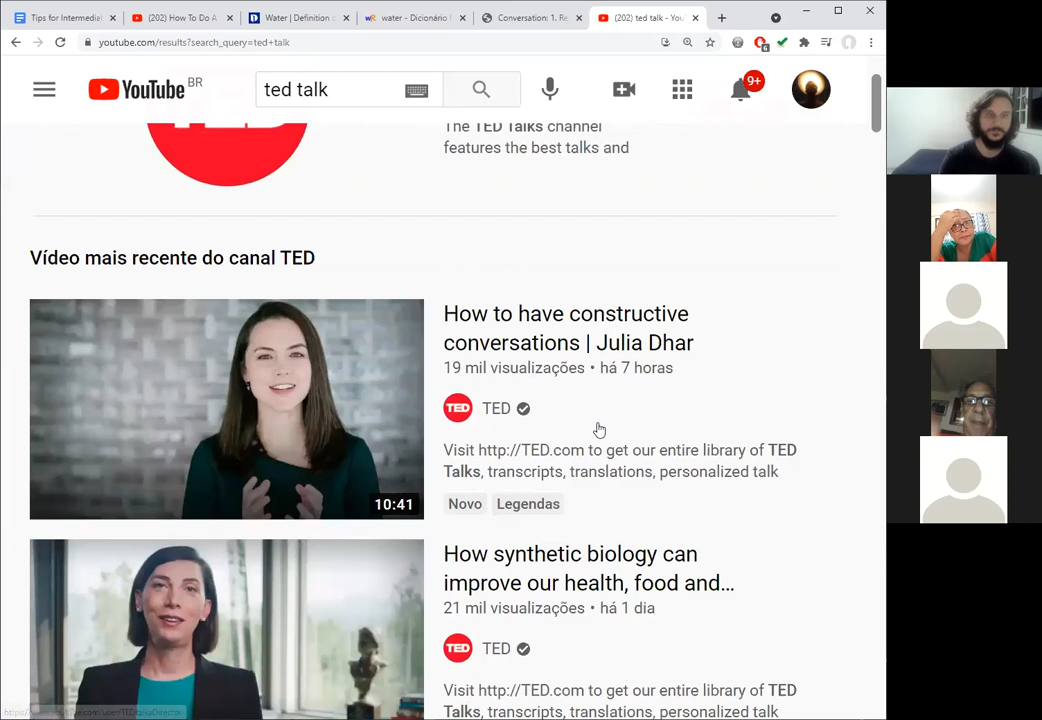 Tips for Intermedia
(202) How To Do A
Water | Definition
water - Dicionário I
Conversation: 1. Re
(202) ted talk - You
youtube.com/results?search_query=ted+talk
6
YouTube BR
ted talk
9+
The TED Talks channel
features the best talks and
Vídeo mais recente do canal TED
How to have constructive
conversations | Julia Dhar
19 mil visualizações • há 7 horas
TED TED
Visit http://TED.com to get our entire library of TED
Talks, transcripts, translations, personalized talk
10:41
Novo Legendas
How synthetic biology can
improve our health, food and...
21 mil visualizações • há 1 dia
TED TED
Visit http://TED.com to get our entire library of TED
Talks, transcripts, translations, personalized talk